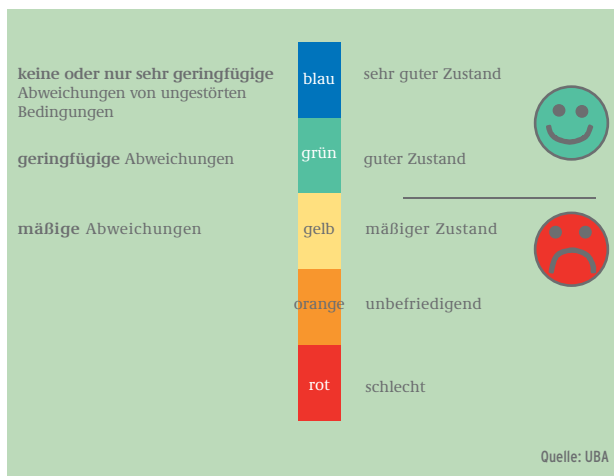 keine oder nur sehr geringfügige
Abweichungen von ungestörten
Bedingungen
blau
sehr guter Zustand
geringfügige Abweichungen
grün
guter Zustand
mäßige Abweichungen
gelb
mäßiger Zustand
orange
unbefriedigend
rot
schlecht
Quelle: UBA